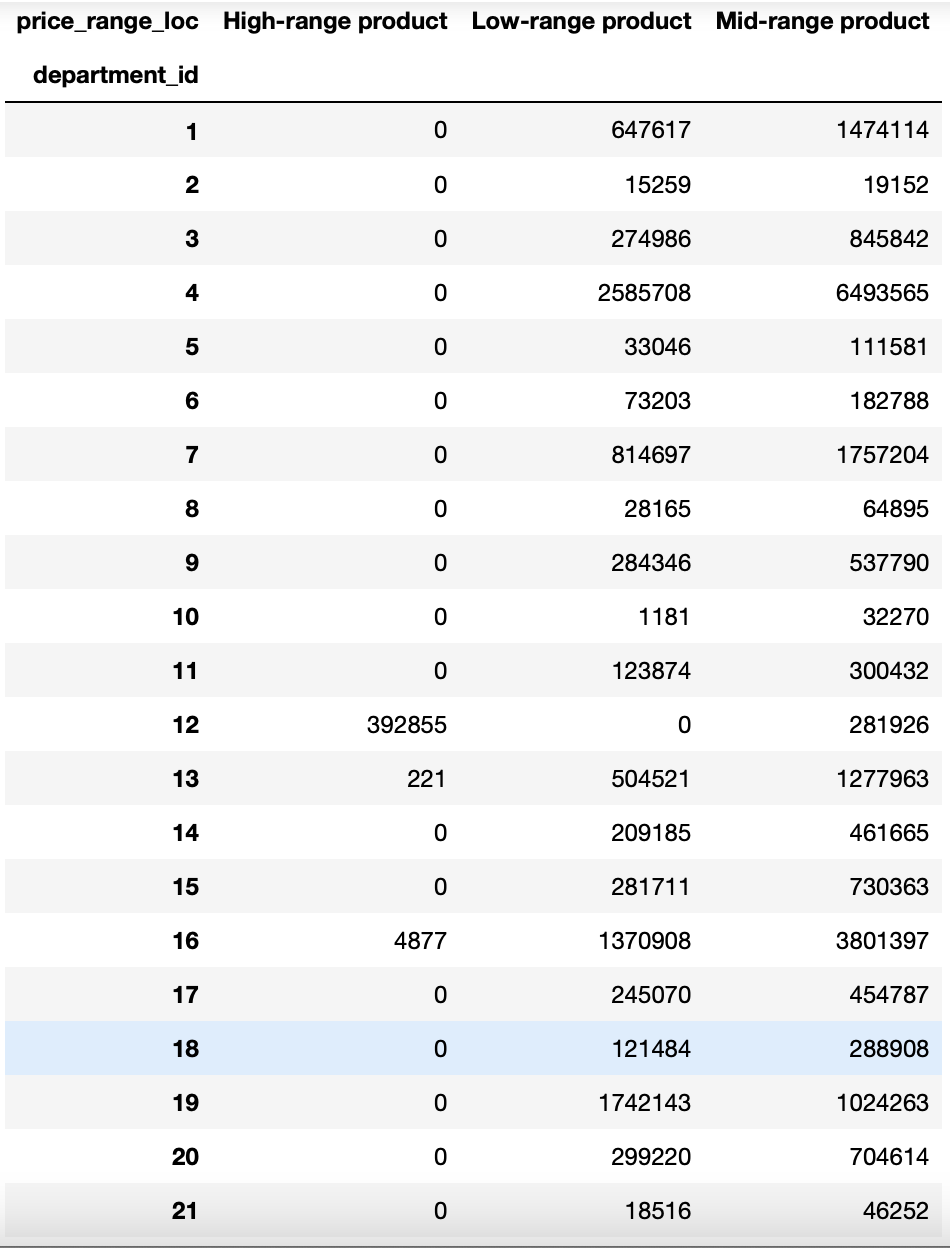 price_range_loc High-range product Low-range product Mid-range product
department_id
1 0 647617 1474114
2 0 15259 19152
3 0 274986 845842
4 0 2585708 6493565
5 0 33046 111581
6 0 73203 182788
7 0 814697 1757204
8 0 28165 64895
9 0 284346 537790
10 0 1181 32270
11 0 123874 300432
12 392855 0 281926
13 221 504521 1277963
14 0 209185 461665
15 0 281711 730363
16 4877 1370908 3801397
17 0 245070 454787
18 0 121484 288908
19 0 1742143 1024263
20 0 299220 704614
21 0 18516 46252